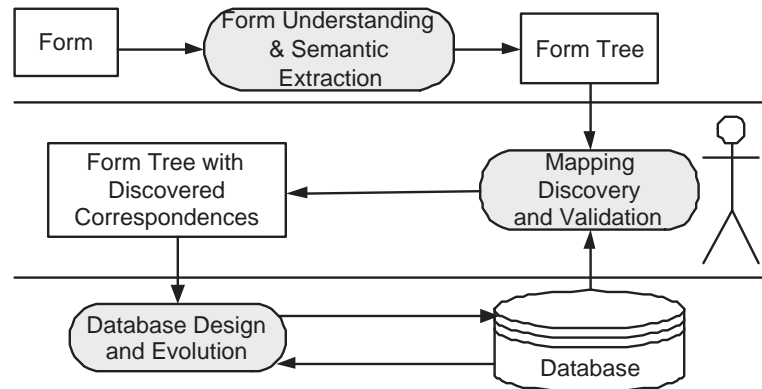 Form
Form Understanding
& Semantic
Extraction
Form Tree
Form Tree with
Discovered
Correspondences
Mapping
Discovery
and Validation
Database Design
and Evolution
Database